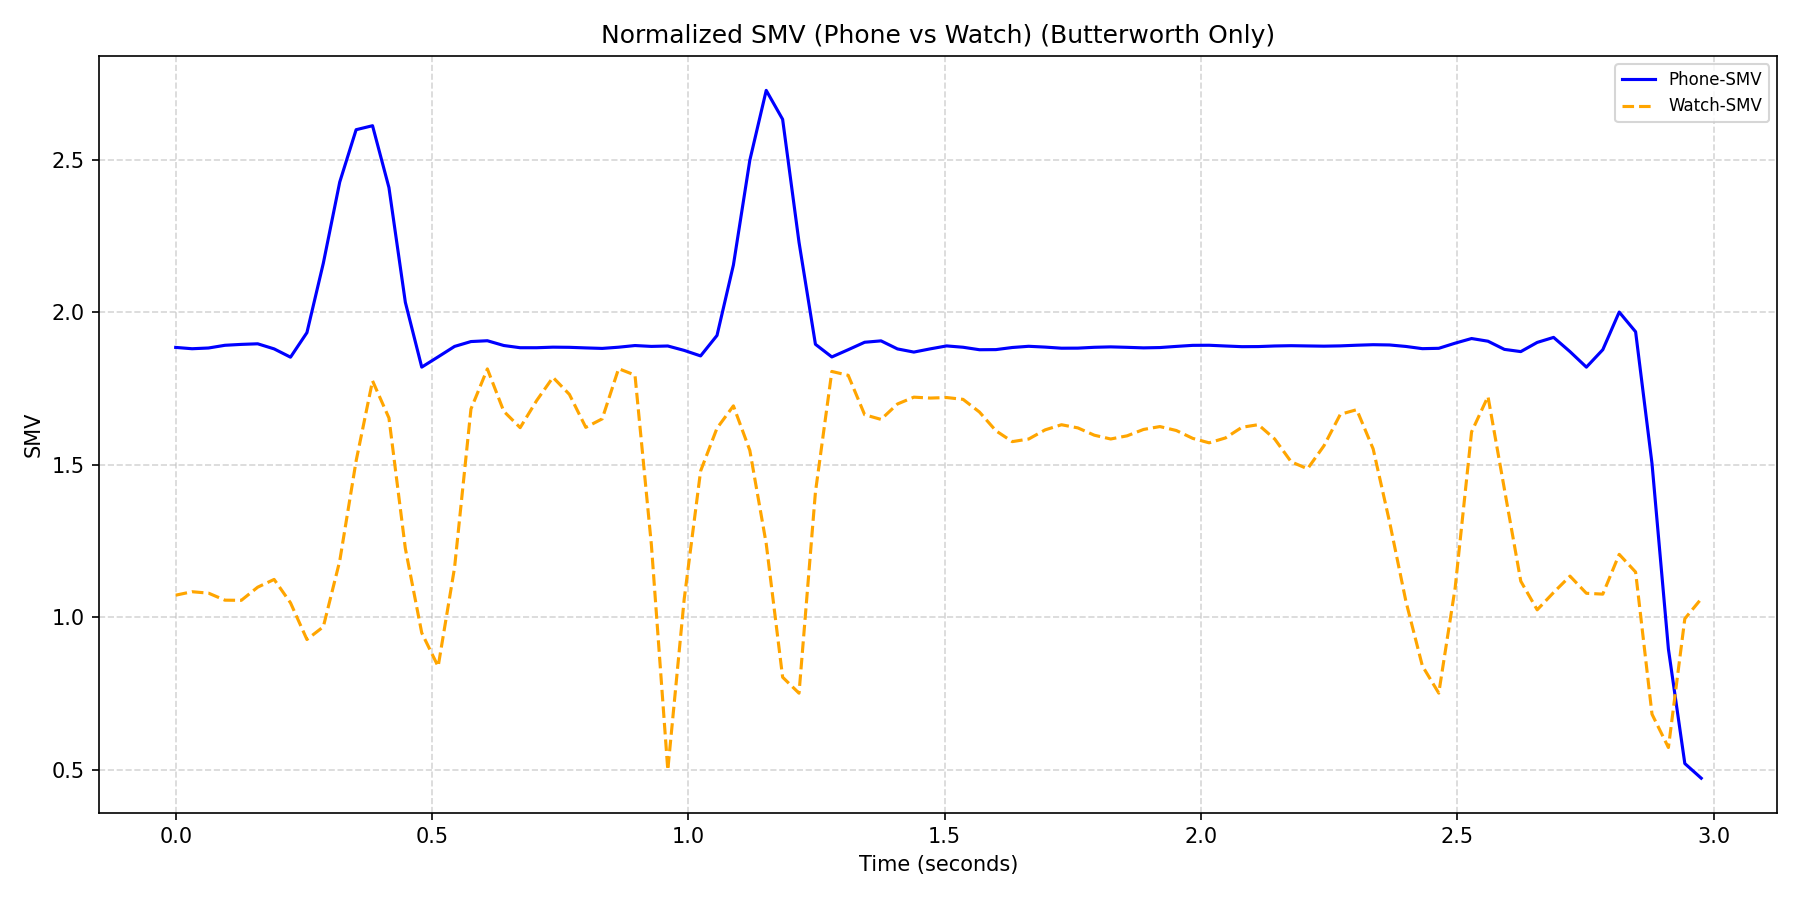 Normalized SMV (Phone vs Watch) (Butterworth Only)
Phone-SMV
Watch-SMV
2.5
2.0
1.5
1.0
0.5
SMV
0.0 0.5 1.0 1.5 2.0 2.5 3.0
Time (seconds)